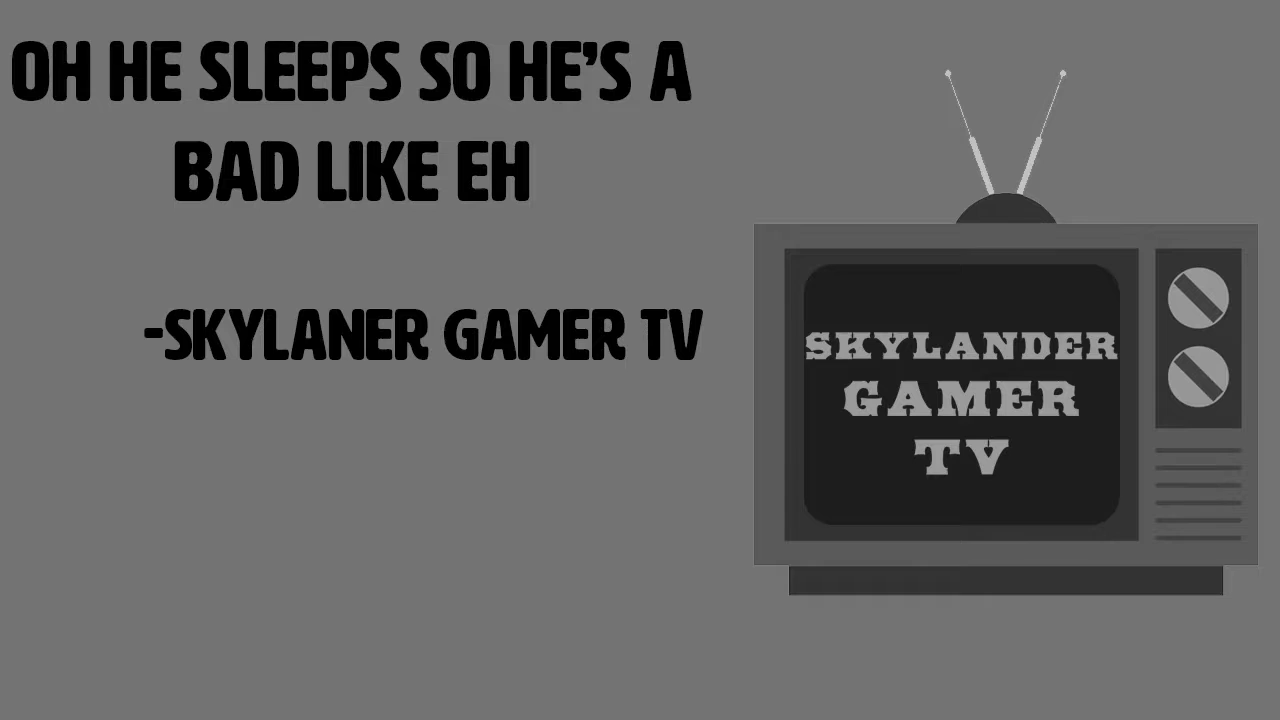 OH HE SLEEPS SO HE'S A
BAD LIKE EH
-SKYLANER GAMER TV
SKYLANDER
GAMER
TV